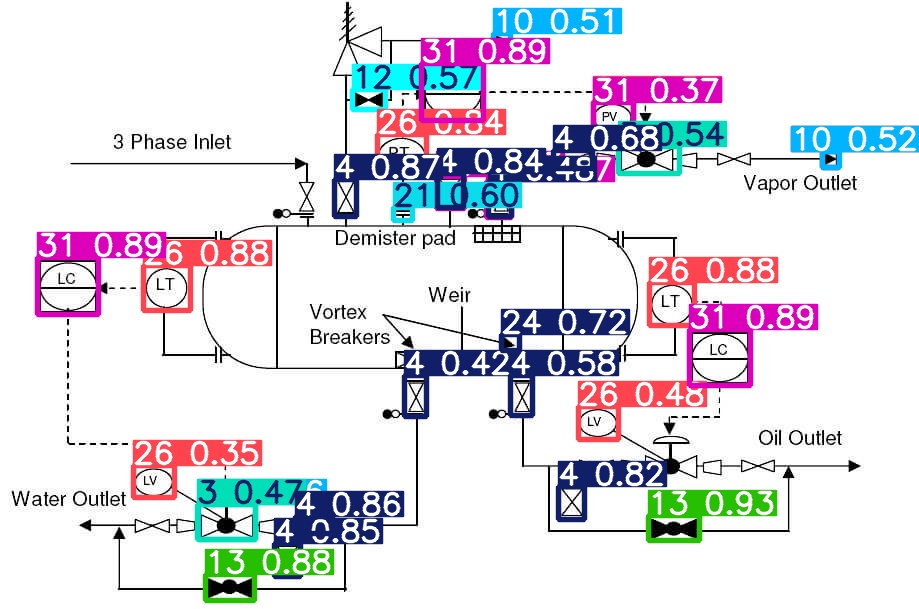 10 0.51
31 0.89
12 0.57
31 0.37
PV
26 0.84
4 0.68
0.54
10 0.52
3 Phase Inlet
4 0.87
4 0.84
21 0.60
Vapor Outlet
Demister pad
31 0.89
26 0.88
LC
LT
26 0.88
LT
Weir
Vortex
Breakers
24 0.72
31 0.89
LC
4 0.42
4 0.58
26 0.48
LV
Oil Outlet
26 0.35
LV
4 0.82
Water Outlet
3 0.47
4 0.86
13 0.93
4 0.85
13 0.88